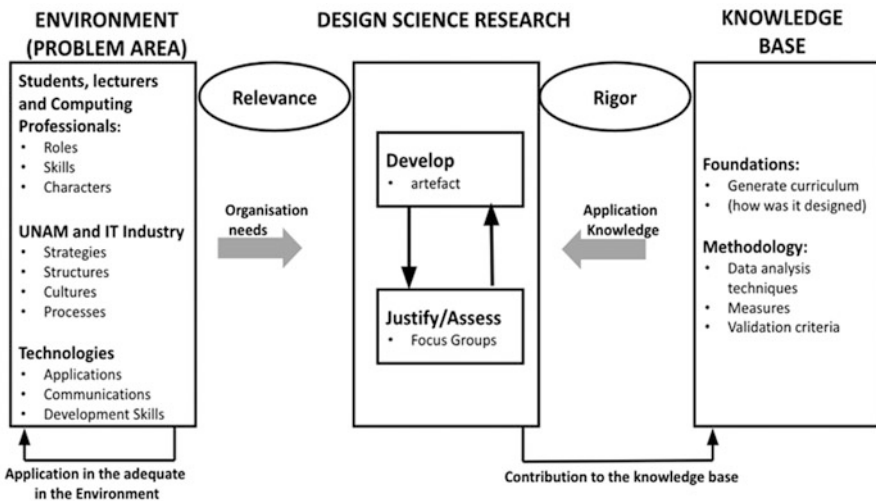 ENVIRONMENT
(PROBLEM AREA)
Students, lecturers
and Computing
Professionals:
• Roles
• Skills
• Characters
UNAM and IT Industry
• Strategies
• Structures
• Cultures
• Processes
Technologies
• Applications
• Communications
• Development Skills
Application in the adequate
in the Environment
Relevance
Organisation
needs
DESIGN SCIENCE RESEARCH
Develop
• artefact
Justify/Assess
• Focus Groups
Rigor
Application
Knowledge
KNOWLEDGE
BASE
Foundations:
• Generate curriculum
• (how was it designed)
Methodology:
• Data analysis
techniques
• Measures
• Validation criteria
Contribution to the knowledge base